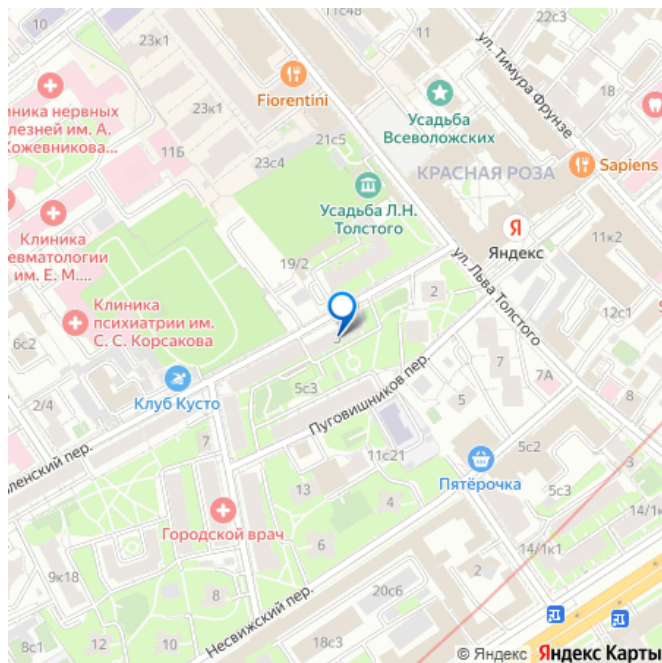 10
23к1
11с48
11
22с3
ул. Тимура Фрунзе
18
Fiorentini
Усадьба
Всеволожских
иника нервных
лезней им. А.
Кожевникова...
23к1
11Б
21с5
23с4
КРАСНАЯ РОЗА
Sapiens
Усадьба Л.Н.
Толстого
Клиника
евматологии
им. Е. М....
Я
Яндекс
11к2
19/2
ул. Льва Толстого
2
12с1
Клиника
психиатрии им.
С. С. Корсакова
6с2
3
7
7А
2/4
Клуб Кусто
5с3
Пуговишников пер.
5
ленский пер.
7
11с21
5с2
Пятёрочка
5с3
3
13
4
14/1
Городской врач
6
14/1к1
9к18
8
20с6
2
Несвижский пер.
8с1
12
10
18с3
© Яндекс Яндекс Карты